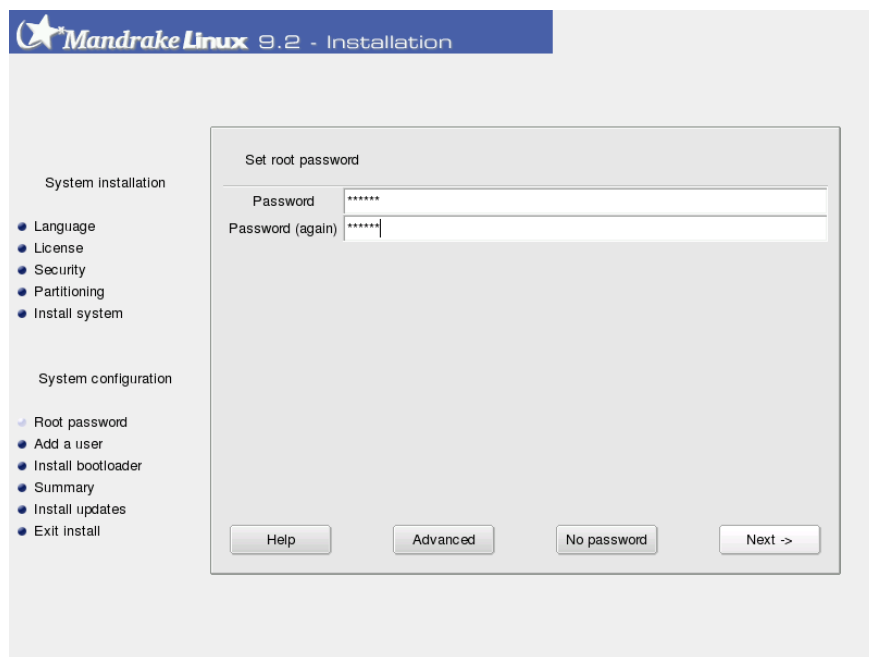 Mandrake Linux 9.2 - Installation
System installation
Language
License
Security
Partitioning
Install system
System configuration
Root password
Add a user
Install bootloader
Summary
Install updates
Exit install
Set root password
Password ******
Password (again) ******
Help
Advanced
No password
Next ->